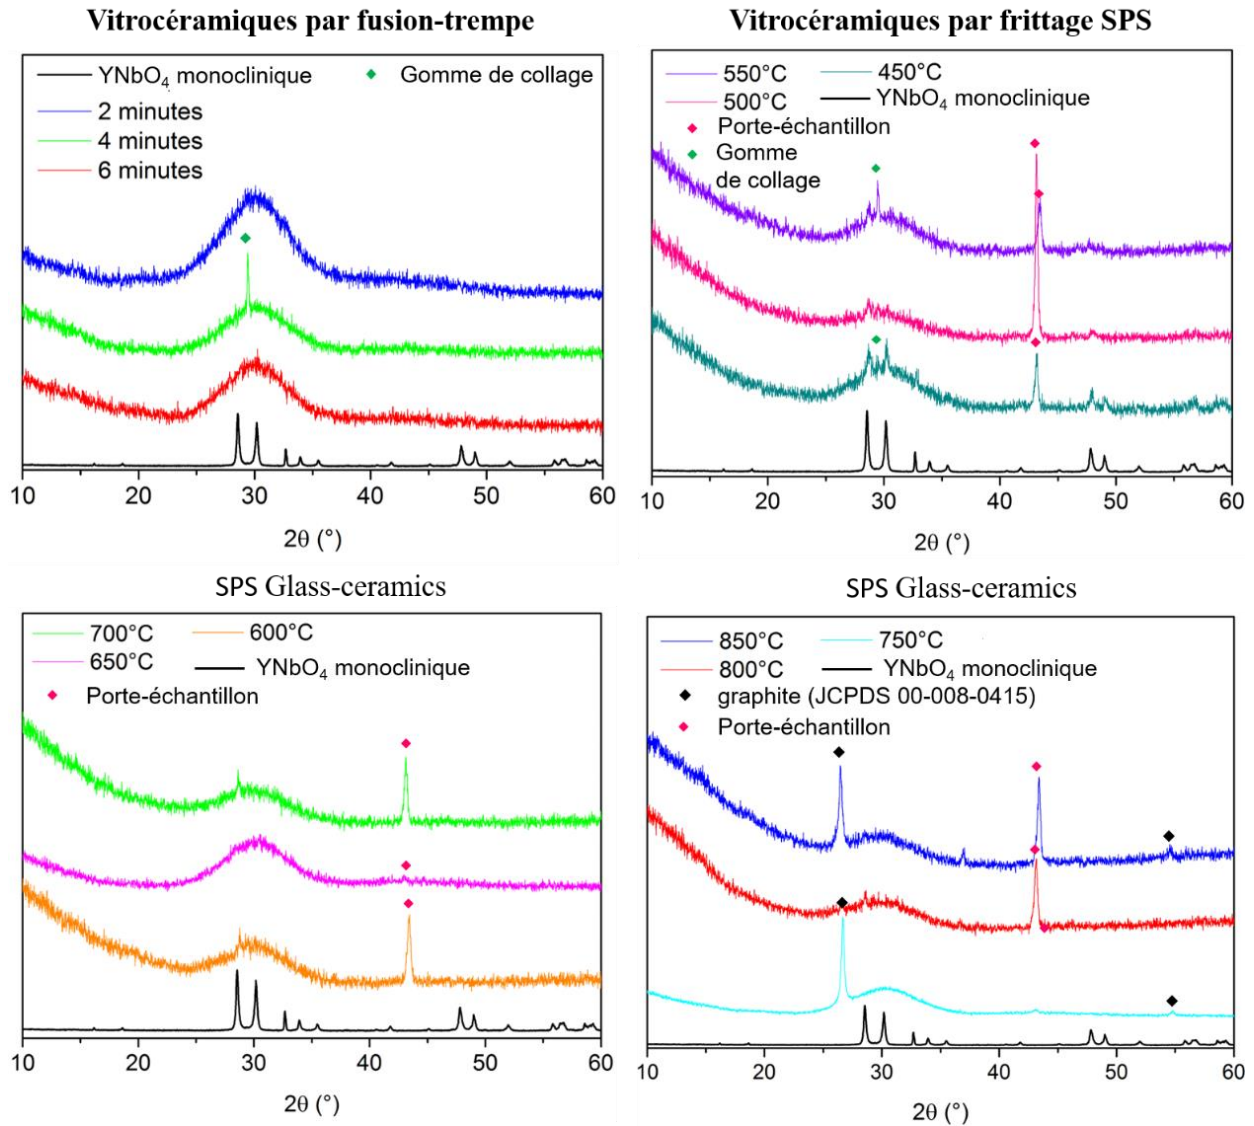 Vitrocéramiques par fusion-trempe
YNbO₄ monoclinique
Gomme de collage
2 minutes
4 minutes
6 minutes
10 20 30 40 50 60
2θ (°)
Vitrocéramiques par frittage SPS
550°C
450°C
500°C
YNbO₄ monoclinique
Porte-échantillon
Gomme
de collage
10 20 30 40 50 60
2θ (°)
SPS Glass-ceramics
700°C
600°C
650°C
YNbO₄ monoclinique
Porte-échantillon
10 20 30 40 50 60
2θ (°)
SPS Glass-ceramics
850°C
750°C
800°C
YNbO₄ monoclinique
graphite (JCPDS 00-008-0415)
Porte-échantillon
10 20 30 40 50 60
2θ (°)